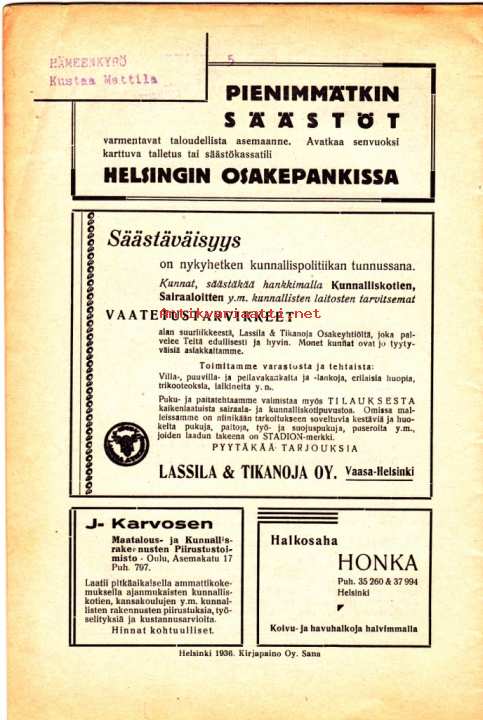 HÄMEENKYRÖ
Kustaa Mattila
5
PIENIMMÄTKIN
SÄÄSTÖT
varmentavat taloudellista asemaanne. Avatkaa senvuoksi
karttuva talletus tai säästökassatili
HELSINGIN OSAKEPANKISSA
Säästäväisyys
on nykyhetken kunnallispolitiikan tunnussana.
Kunnat, säästäkää hankkimalla Kunnalliskotien,
Sairaaloitten y.m. kunnallisten laitosten tarvitsemat
VAATETUSTARVIKKEET
antikvariaatti.net
alan suurliikkeestä, Lassila & Tikanoja Osakeyhtiöltä, joka pal-
velee Teitä edullisesti ja hyvin. Monet kunnat ovat jo tyyty-
väisiä asiakkaittamme.
Toimitamme varastosta ja tehtaista:
Villa-, puuvilla- ja pellavakankaita ja -lankoja, erilaisia huopia,
trikooteoksia, lakineita y.m.
Puku- ja paitatehtaamme valmistaa myös TILAUKSESTA
kaikenlaatuista sairaala- ja kunnalliskotipuvustoa. Omissa mal-
leissamme on niinikään tarkoitukseen soveltuvia kestäviä ja huo-
keita pukuja, paitoja, työ- ja suojuspukuja, puseroita y.m.,
joiden laadun takeena on STADION-merkki.
PYYTÄKÄÄ TARJOUKSIA
LASSILA & TIKANOJA OY. Vaasa-Helsinki
J. Karvosen
Maatalous- ja Kunnallis-
rakennusten Piirustustoi-
misto - Oulu, Asemakatu 17
Puh. 797.
Laatii pitkäaikaisella ammattikoke-
muksella ajanmukaisten kunnallis-
kotien, kansakoulujen y.m. kunnal-
listen rakennusten piirustuksia, työ-
selityksiä ja kustannusarvioita.
Hinnat kohtuulliset.
Halkosaha
HONKA
Puh. 35 260 & 37 994
Helsinki
Koivu- ja havuhalkoja halvimmalla
Helsinki 1936. Kirjapaino Oy. Sana